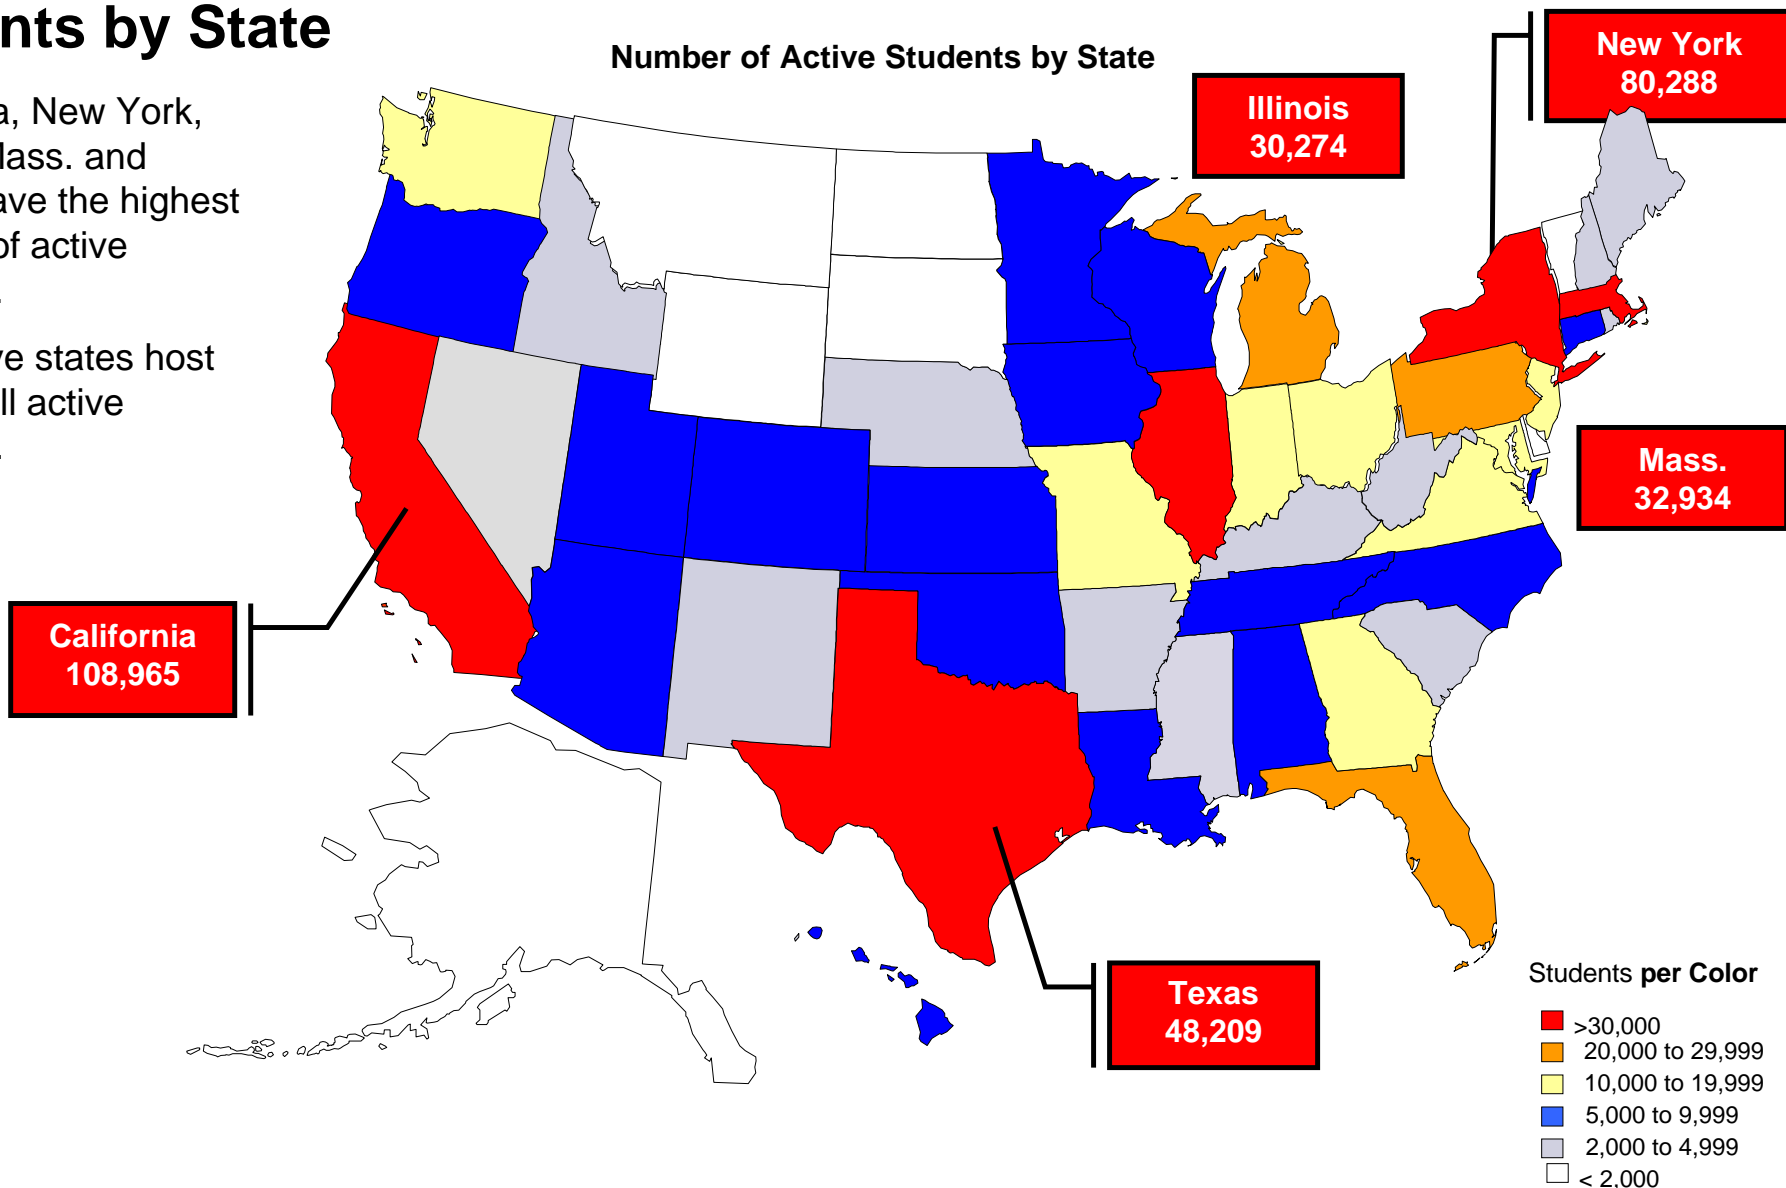 nts by State
Number of Active Students by State
a, New York,
lass. and
ave the highest
of active
.
ve states host
ll active
.
New York
80,288
Illinois
30,274
Mass.
32,934
California
108,965
Texas
48,209
Students per Color
>30,000
20,000 to 29,999
10,000 to 19,999
5,000 to 9,999
2,000 to 4,999
< 2,000